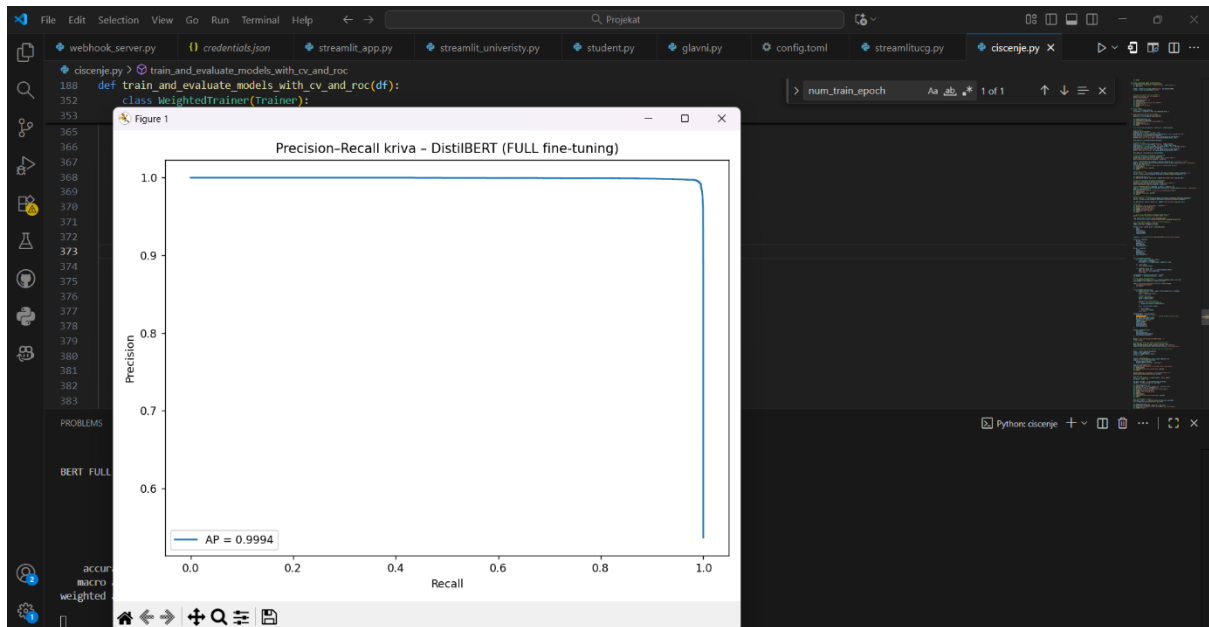 File Edit Selection View Go Run Terminal Help
Projekat
webhook_server.py
credentials.json
streamlit_app.py
streamlit_univeristy.py
student.py
glavni.py
config.toml
streamlitucg.py
ciscenje.py
ciscenje.py > train_and_evaluate_models_with_cv_and_roc
188 def train_and_evaluate_models_with_cv_and_roc(df):
352 class WeightedTrainer(Trainer):
353
num_train_epoch
Aa ab 1 of 1
Figure 1
365
366
367
368
369
370
371
372
373
374
375
376
377
378
379
380
381
382
383
Precision–Recall kriva – DistilBERT (FULL fine-tuning)
1.0
0.9
0.8
0.7
0.6
Precision
AP = 0.9994
0.0 0.2 0.4 0.6 0.8 1.0
Recall
PROBLEMS
Python: ciscenje
BERT FULL
accur
macro
weighted
2
1